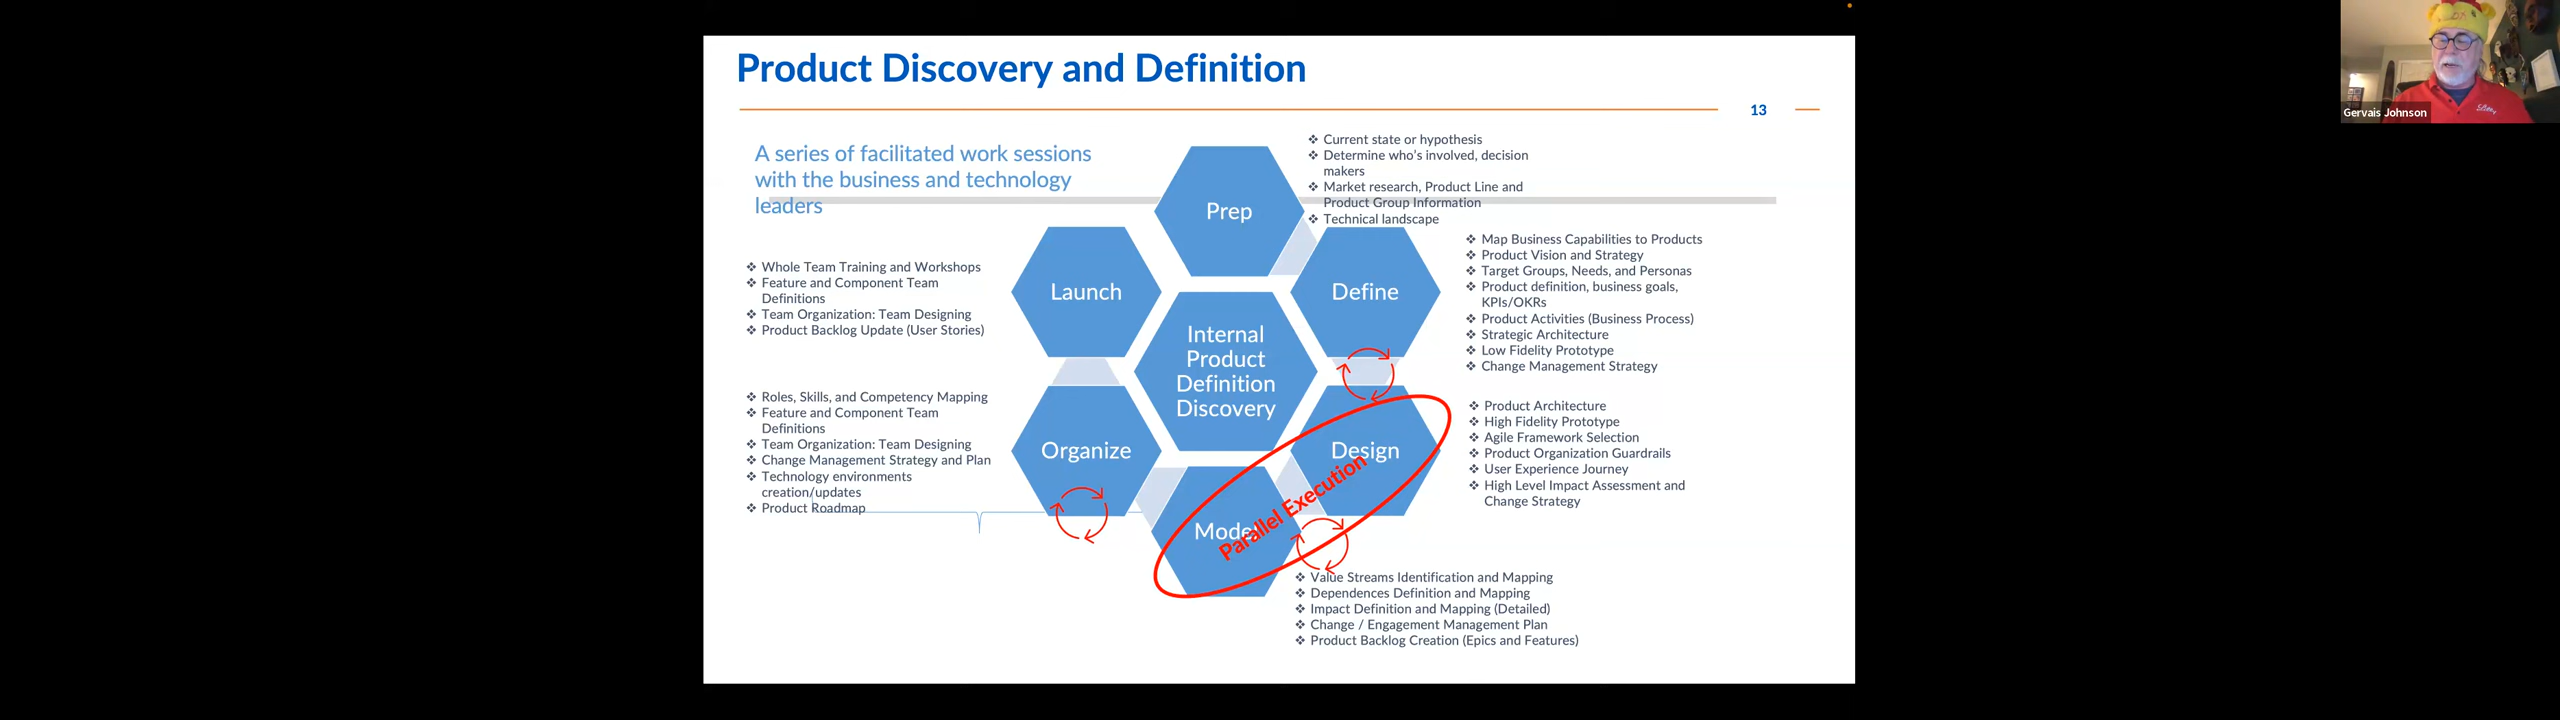 Product Discovery and Definition
13
A series of facilitated work sessions
with the business and technology
leaders
Prep
❖ Current state or hypothesis
❖ Determine who's involved, decision
makers
❖ Market research, Product Line and
Product Group Information
❖ Technical landscape
Define
❖ Map Business Capabilities to Products
❖ Product Vision and Strategy
❖ Target Groups, Needs, and Personas
❖ Product definition, business goals,
KPIs/OKRs
❖ Product Activities (Business Process)
❖ Strategic Architecture
❖ Low Fidelity Prototype
❖ Change Management Strategy
Design
❖ Product Architecture
❖ High Fidelity Prototype
❖ Agile Framework Selection
❖ Product Organization Guardrails
❖ User Experience Journey
❖ High Level Impact Assessment and
Change Strategy
Parallel Execution
Model
❖ Value Streams Identification and Mapping
❖ Dependences Definition and Mapping
❖ Impact Definition and Mapping (Detailed)
❖ Change / Engagement Management Plan
❖ Product Backlog Creation (Epics and Features)
Organize
❖ Roles, Skills, and Competency Mapping
❖ Feature and Component Team
Definitions
❖ Team Organization: Team Designing
❖ Change Management Strategy and Plan
❖ Technology environments
creation/updates
❖ Product Roadmap
Launch
❖ Whole Team Training and Workshops
❖ Feature and Component Team
Definitions
❖ Team Organization: Team Designing
❖ Product Backlog Update (User Stories)
Internal
Product
Definition
Discovery
Gervais Johnson